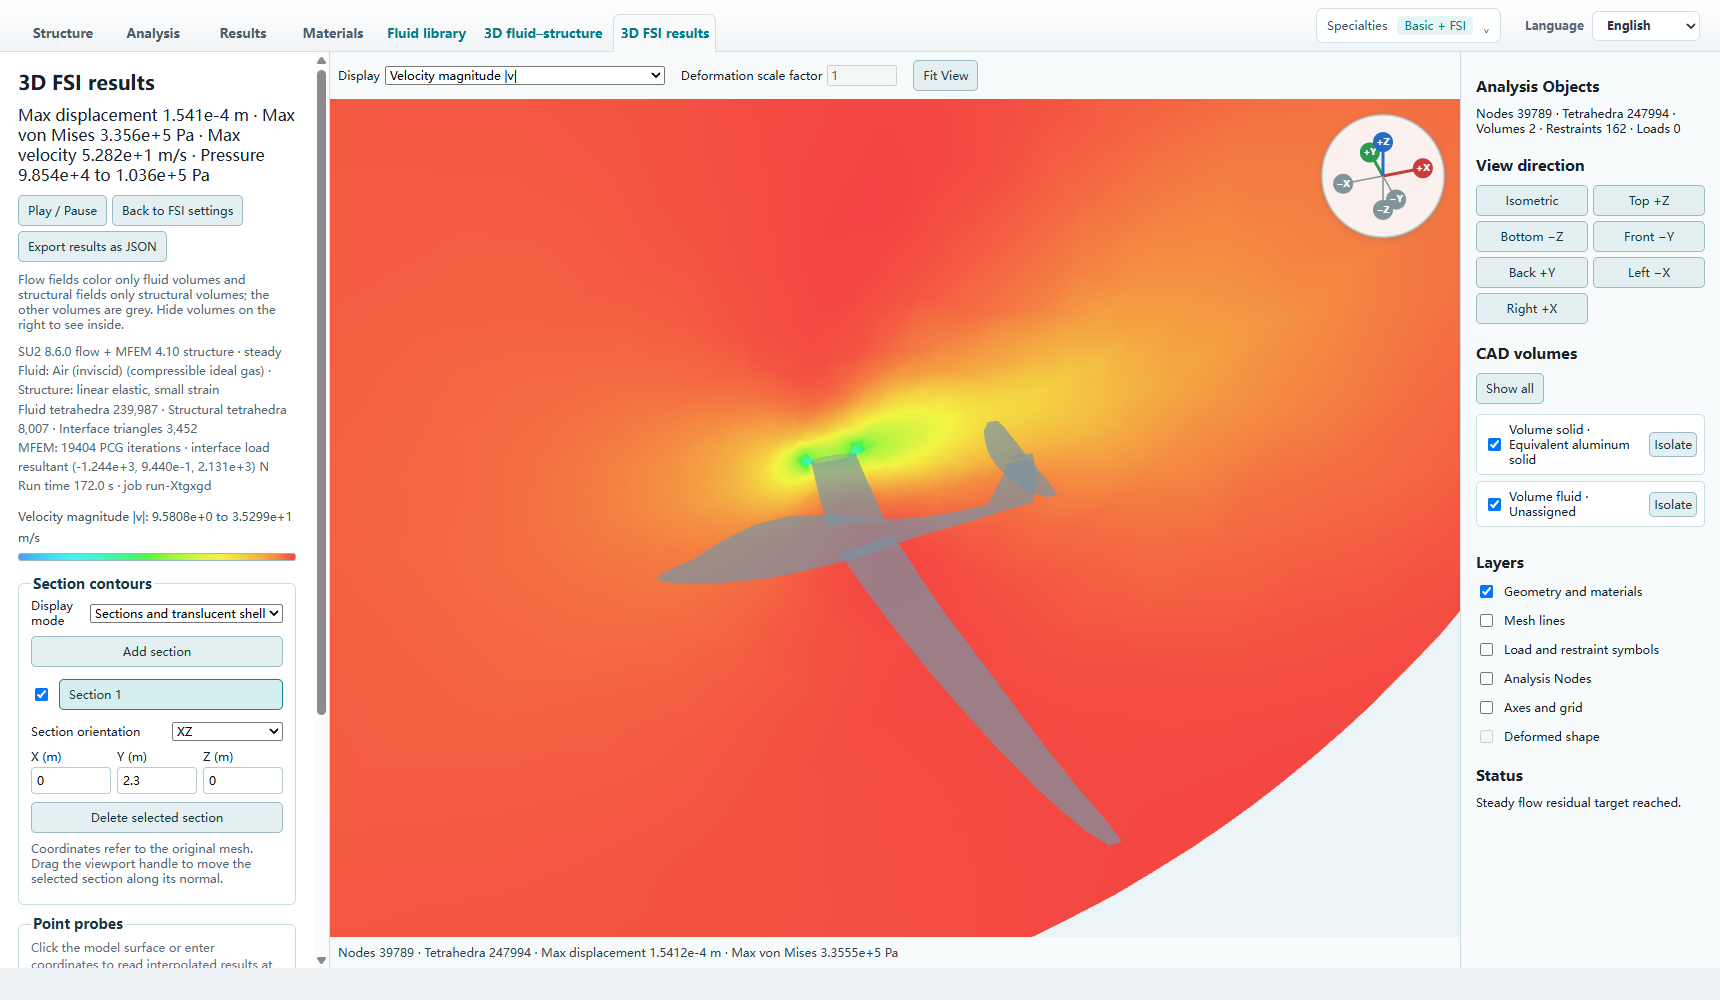 Structure
Analysis
Results
Materials
Fluid library
3D fluid–structure
3D FSI results
Specialties
Basic + FSI
Language
English
3D FSI results
Max displacement 1.541e-4 m · Max
von Mises 3.356e+5 Pa · Max
velocity 5.282e+1 m/s · Pressure
9.854e+4 to 1.036e+5 Pa
Play / Pause
Back to FSI settings
Export results as JSON
Flow fields color only fluid volumes and
structural fields only structural volumes; the
other volumes are grey. Hide volumes on the
right to see inside.
SU2 8.6.0 flow + MFEM 4.10 structure · steady
Fluid: Air (inviscid) (compressible ideal gas) ·
Structure: linear elastic, small strain
Fluid tetrahedra 239,987 · Structural tetrahedra
8,007 · Interface triangles 3,452
MFEM: 19404 PCG iterations · interface load
resultant (-1.244e+3, 9.440e-1, 2.131e+3) N
Run time 172.0 s · job run-Xtgxgd
Velocity magnitude |v|: 9.5808e+0 to 3.5299e+1
m/s
Section contours
Display
mode
Sections and translucent shell
Add section
Section 1
Section orientation
XZ
X (m)
Y (m)
Z (m)
0
2.3
0
Delete selected section
Coordinates refer to the original mesh.
Drag the viewport handle to move the
selected section along its normal.
Point probes
Click the model surface or enter
coordinates to read interpolated results at
Display
Velocity magnitude |v|
Deformation scale factor
1
Fit View
+Z
+Y
+X
−X
−Y
−Z
Nodes 39789 · Tetrahedra 247994 · Max displacement 1.5412e-4 m · Max von Mises 3.3555e+5 Pa
Analysis Objects
Nodes 39789 · Tetrahedra 247994 ·
Volumes 2 · Restraints 162 · Loads 0
View direction
Isometric
Top +Z
Bottom −Z
Front −Y
Back +Y
Left −X
Right +X
CAD volumes
Show all
Volume solid ·
Equivalent aluminum
solid
Isolate
Volume fluid ·
Unassigned
Isolate
Layers
Geometry and materials
Mesh lines
Load and restraint symbols
Analysis Nodes
Axes and grid
Deformed shape
Status
Steady flow residual target reached.